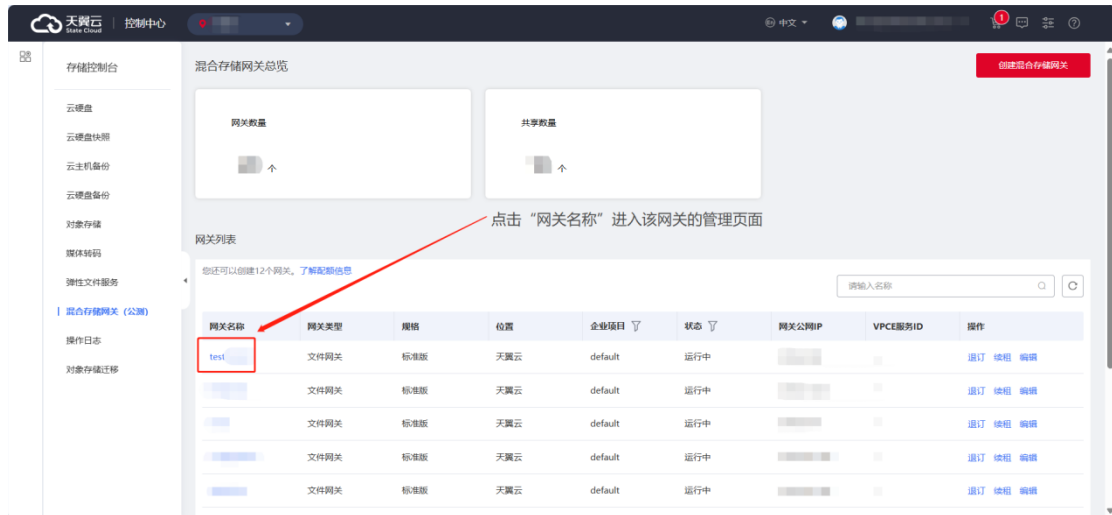 天翼云 State Cloud 控制中心 中文 1
存储控制台
云硬盘
云硬盘快照
云主机备份
云硬盘备份
对象存储
媒体转码
弹性文件服务
混合存储网关（公测）
操作日志
对象存储迁移
混合存储网关总览 创建混合存储网关
网关数量 共享数量
个 个
点击“网关名称”进入该网关的管理页面
网关列表
您还可以创建12个网关。了解配额信息 请输入名称
网关名称 网关类型 规格 位置 企业项目 状态 网关公网IP VPCE服务ID 操作
test 文件网关 标准版 天翼云 default 运行中 退订 续租 编辑
文件网关 标准版 天翼云 default 运行中 退订 续租 编辑
文件网关 标准版 天翼云 default 运行中 退订 续租 编辑
文件网关 标准版 天翼云 default 运行中 退订 续租 编辑
文件网关 标准版 天翼云 default 运行中 退订 续租 编辑